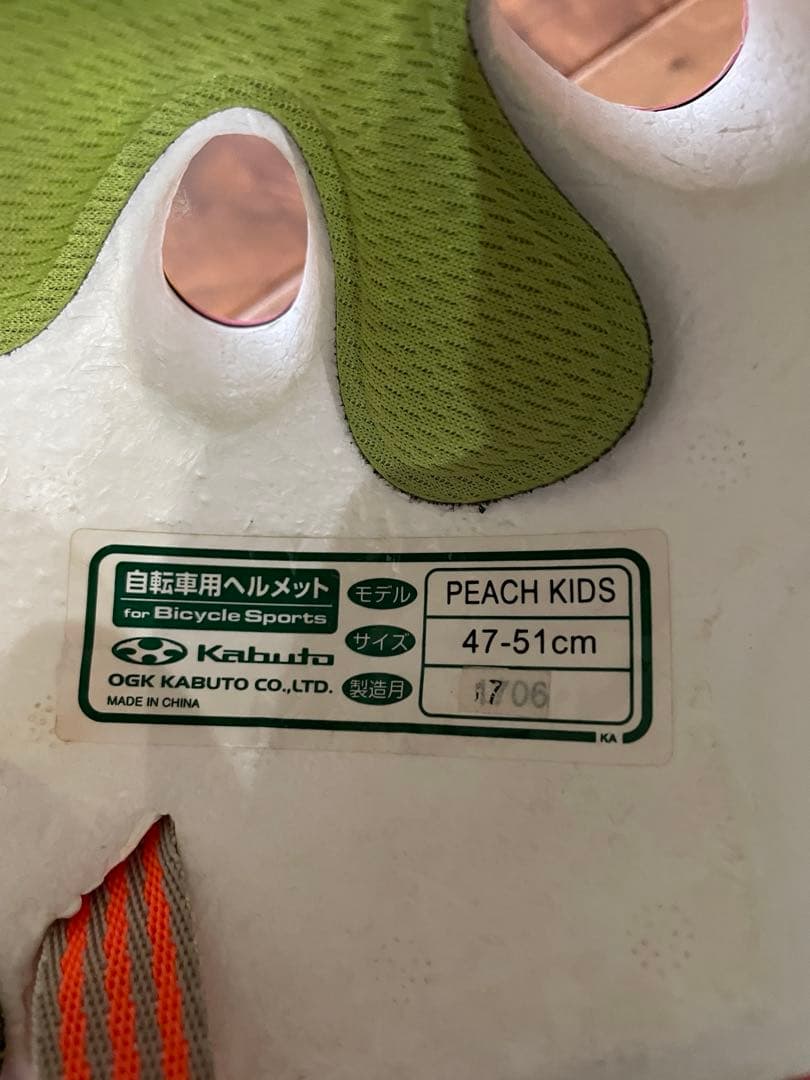 自転車用ヘルメット
for Bicycle Sports
Kabuto
OGK KABUTO CO.,LTD.
MADE IN CHINA
モデル PEACH KIDS
サイズ 47-51cm
製造月 1706
KA